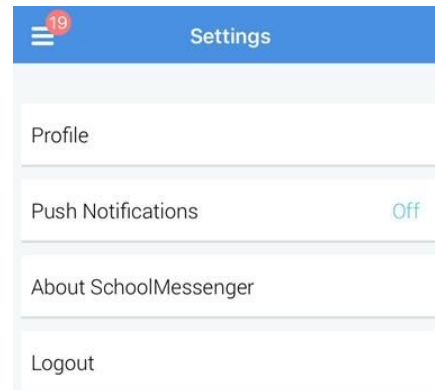 19
Settings
Profile
Push Notifications Off
About SchoolMessenger
Logout